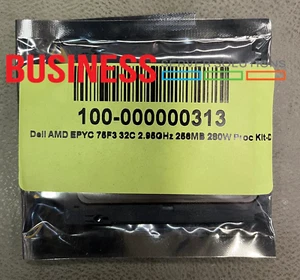 BUSINESS
100-000000313
Dell AMD EPYC 75F3 32C 2.95GHz 256MB 280W Proc Kit-D